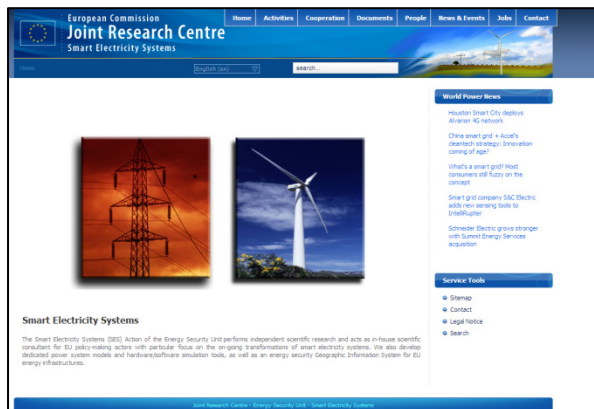 European Commission
Joint Research Centre
Smart Electricity Systems
Home Activities Cooperation Documents People News & Events Jobs Contact
Home
English (en)
search...
World Power News
Houston Smart City deploys
Alvarion 4G network
China smart grid + Accel's
cleantech strategy: Innovation
coming of age?
What's a smart grid? Most
consumers still fuzzy on the
concept
Smart grid company S&C Electric
adds new sensing tools to
IntelliRupter
Schneider Electric grows stronger
with Summit Energy Services
acquisition
Service Tools
Sitemap
Contact
Legal Notice
Search
Smart Electricity Systems
The Smart Electricity Systems (SES) Action of the Energy Security Unit performs independent scientific research and acts as in-house scientific
consultant for EU policy-making actors with particular focus on the on-going transformations of smart electricity systems. We also develop
dedicated power system models and hardware/software simulation tools, as well as an energy security Geographic Information System for EU
energy infrastructures.
Joint Research Centre - Energy Security Unit - Smart Electricity Systems